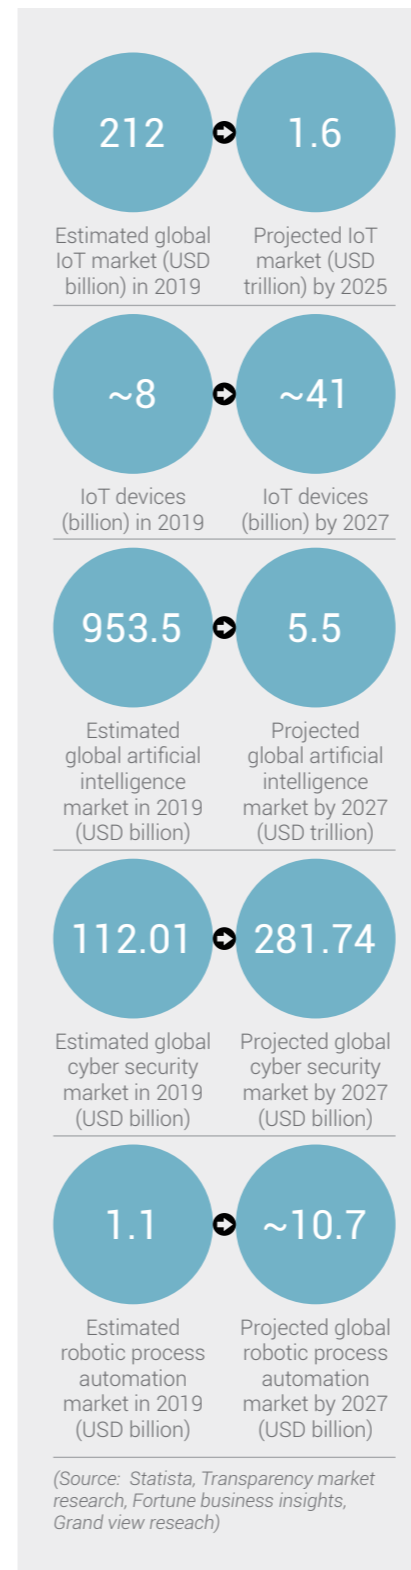 212
1.6
Estimated global
IoT market (USD
billion) in 2019
Projected IoT
market (USD
trillion) by 2025
~8
~41
IoT devices
(billion) in 2019
IoT devices
(billion) by 2027
953.5
5.5
Estimated
global artificial
intelligence
market in 2019
(USD billion)
Projected
global artificial
intelligence
market by 2027
(USD trillion)
112.01
281.74
Estimated global
cyber security
market in 2019
(USD billion)
Projected global
cyber security
market by 2027
(USD billion)
1.1
~10.7
Estimated
robotic process
automation
market in 2019
(USD billion)
Projected global
robotic process
automation
market by 2027
(USD billion)
(Source: Statista, Transparency market
research, Fortune business insights,
Grand view reseach)